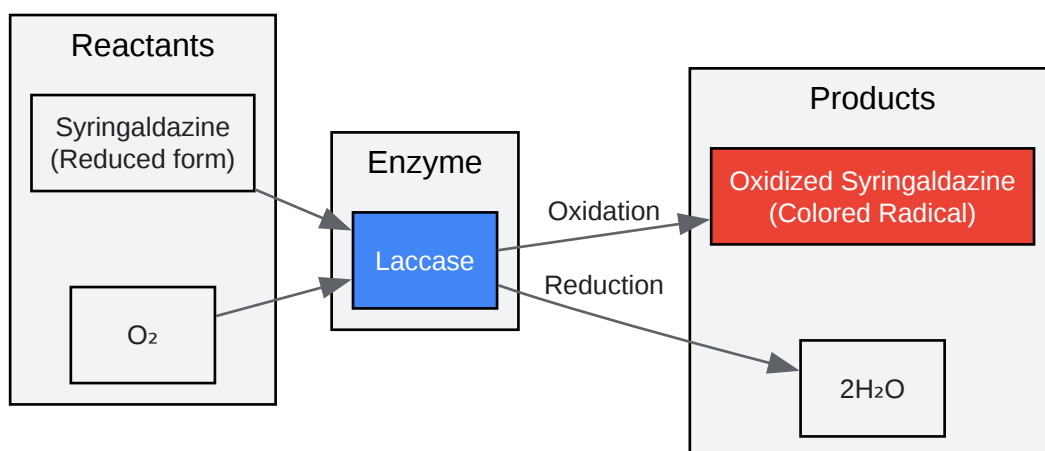 Reactants
Syringaldazine
(Reduced form)
O₂
Enzyme
Laccase
Oxidation
Reduction
Products
Oxidized Syringaldazine
(Colored Radical)
2H₂O